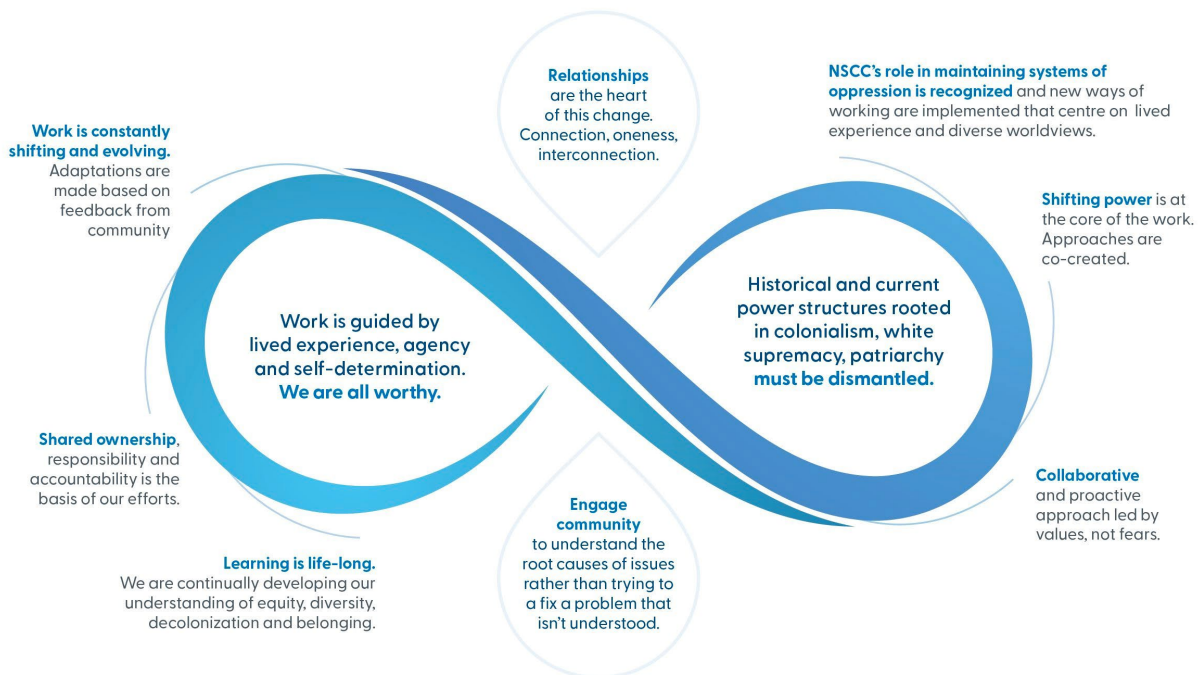 Relationships
are the heart
of this change.
Connection, oneness,
interconnection.
NSCC's role in maintaining systems of
oppression is recognized and new ways of
working are implemented that centre on lived
experience and diverse worldviews.
Work is constantly
shifting and evolving.
Adaptations are
made based on
feedback from
community
Shifting power is at
the core of the work.
Approaches are
co-created.
Work is guided by
lived experience, agency
and self-determination.
We are all worthy.
Historical and current
power structures rooted
in colonialism, white
supremacy, patriarchy
must be dismantled.
Shared ownership,
responsibility and
accountability is the
basis of our efforts.
Collaborative
and proactive
approach led by
values, not fears.
Engage
community
to understand the
root causes of issues
rather than trying to
a fix a problem that
isn't understood.
Learning is life-long.
We are continually developing our
understanding of equity, diversity,
decolonization and belonging.